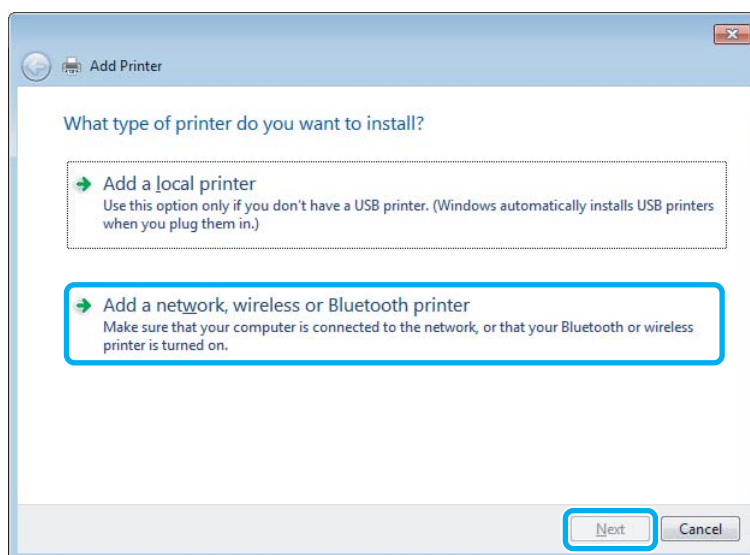 Add Printer
What type of printer do you want to install?
Add a local printer
Use this option only if you don't have a USB printer. (Windows automatically installs USB printers
when you plug them in.)
Add a network, wireless or Bluetooth printer
Make sure that your computer is connected to the network, or that your Bluetooth or wireless
printer is turned on.
Next Cancel